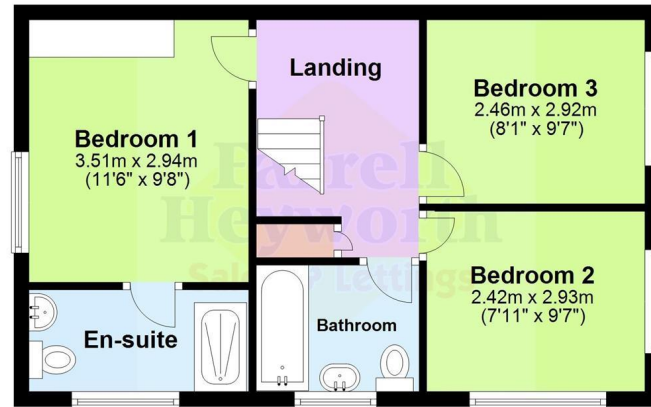 Landing
Bedroom 3
2.46m x 2.92m
(8'1" x 9'7")
Bedroom 1
3.51m x 2.94m
(11'6" x 9'8")
Farrell
Heyworth
Sales Lettings
Bedroom 2
2.42m x 2.93m
(7'11" x 9'7")
En-suite
Bathroom